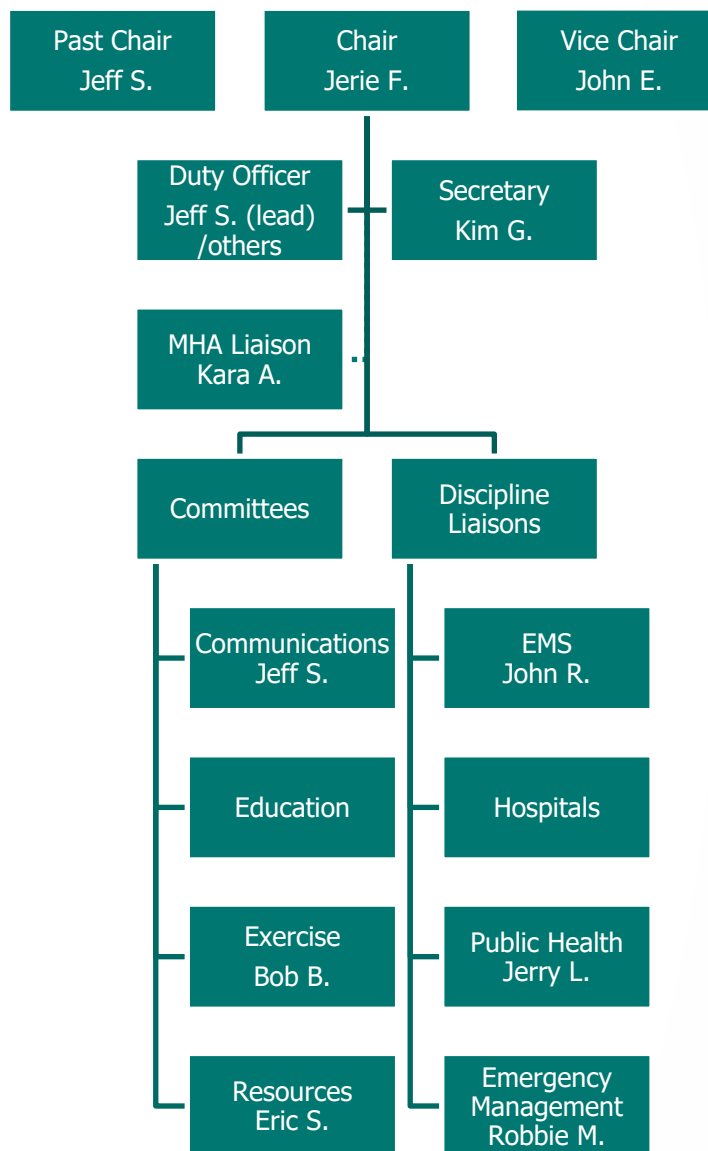 Past Chair
Jeff S.
Chair
Jerie F.
Vice Chair
John E.
Duty Officer
Jeff S. (lead)
/others
Secretary
Kim G.
MHA Liaison
Kara A.
Committees
Discipline
Liaisons
Communications
Jeff S.
EMS
John R.
Education
Hospitals
Exercise
Bob B.
Public Health
Jerry L.
Resources
Eric S.
Emergency
Management
Robbie M.